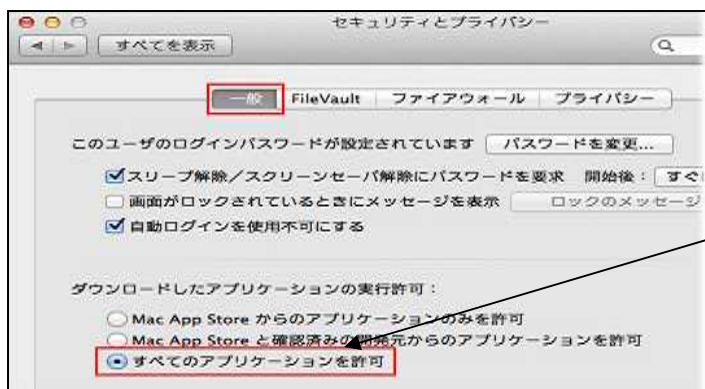 セキュリティとプライバシー
すべてを表示
一般 FileVault ファイアウォール プライバシー
このユーザのログインパスワードが設定されています パスワードを変更...
スリープ解除／スクリーンセーバ解除にパスワードを要求 開始後： すぐ
画面がロックされているときにメッセージを表示 ロックのメッセージ
自動ログインを使用不可にする
ダウンロードしたアプリケーションの実行許可：
Mac App Store からのアプリケーションのみを許可
Mac App Store と確認済みの開発元からのアプリケーションを許可
すべてのアプリケーションを許可